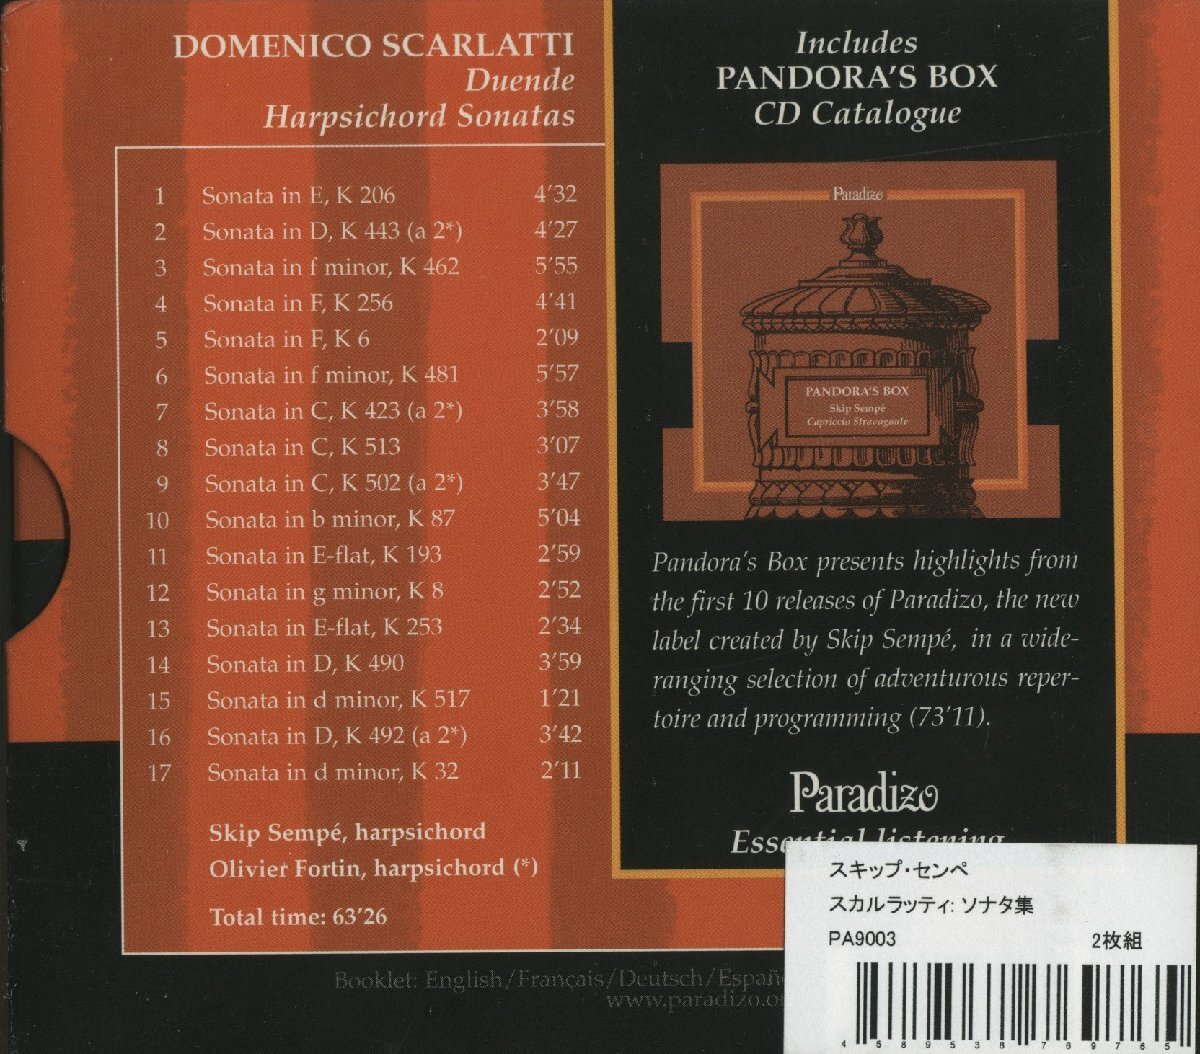 DOMENICO SCARLATTI
Duende
Harpsichord Sonatas
1 Sonata in E, K 206 4'32
2 Sonata in D, K 443 (a 2*) 4'27
3 Sonata in f minor, K 462 5'55
4 Sonata in F, K 256 4'41
5 Sonata in F, K 6 2'09
6 Sonata in f minor, K 481 5'57
7 Sonata in C, K 423 (a 2*) 3'58
8 Sonata in C, K 513 3'07
9 Sonata in C, K 502 (a 2*) 3'47
10 Sonata in b minor, K 87 5'04
11 Sonata in E-flat, K 193 2'59
12 Sonata in g minor, K 8 2'52
13 Sonata in E-flat, K 253 2'34
14 Sonata in D, K 490 3'59
15 Sonata in d minor, K 517 1'21
16 Sonata in D, K 492 (a 2*) 3'42
17 Sonata in d minor, K 32 2'11
Skip Sempé, harpsichord
Olivier Fortin, harpsichord (*)
Total time: 63'26
Includes
PANDORA'S BOX
CD Catalogue
Paradizo
PANDORA'S BOX
Skip Sempé
Capriccio Stravagante
Pandora's Box presents highlights from
the first 10 releases of Paradizo, the new
label created by Skip Sempé, in a wide-
ranging selection of adventurous reper-
toire and programming (73'11).
Paradizo
Essential listening
Booklet: English/Français/Deutsch/Españ
www.paradizo.or
スキップ・センペ
スカルラッティ: ソナタ集
PA9003 2枚組
4 589538 769765